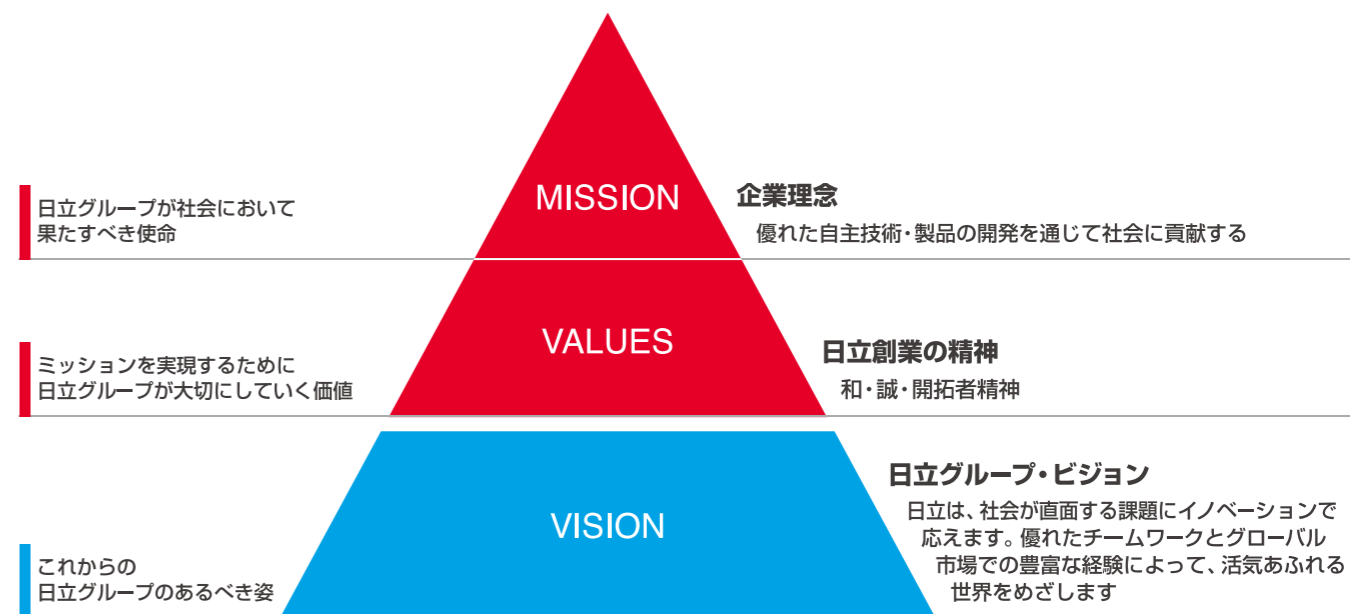 日立グループが社会において
果たすべき使命
MISSION
企業理念
優れた自主技術・製品の開発を通じて社会に貢献する
ミッションを実現するために
日立グループが大切にしていく価値
VALUES
日立創業の精神
和・誠・開拓者精神
これからの
日立グループのあるべき姿
VISION
日立グループ・ビジョン
日立は、社会が直面する課題にイノベーションで
応えます。優れたチームワークとグローバル
市場での豊富な経験によって、活気あふれる
世界をめざします